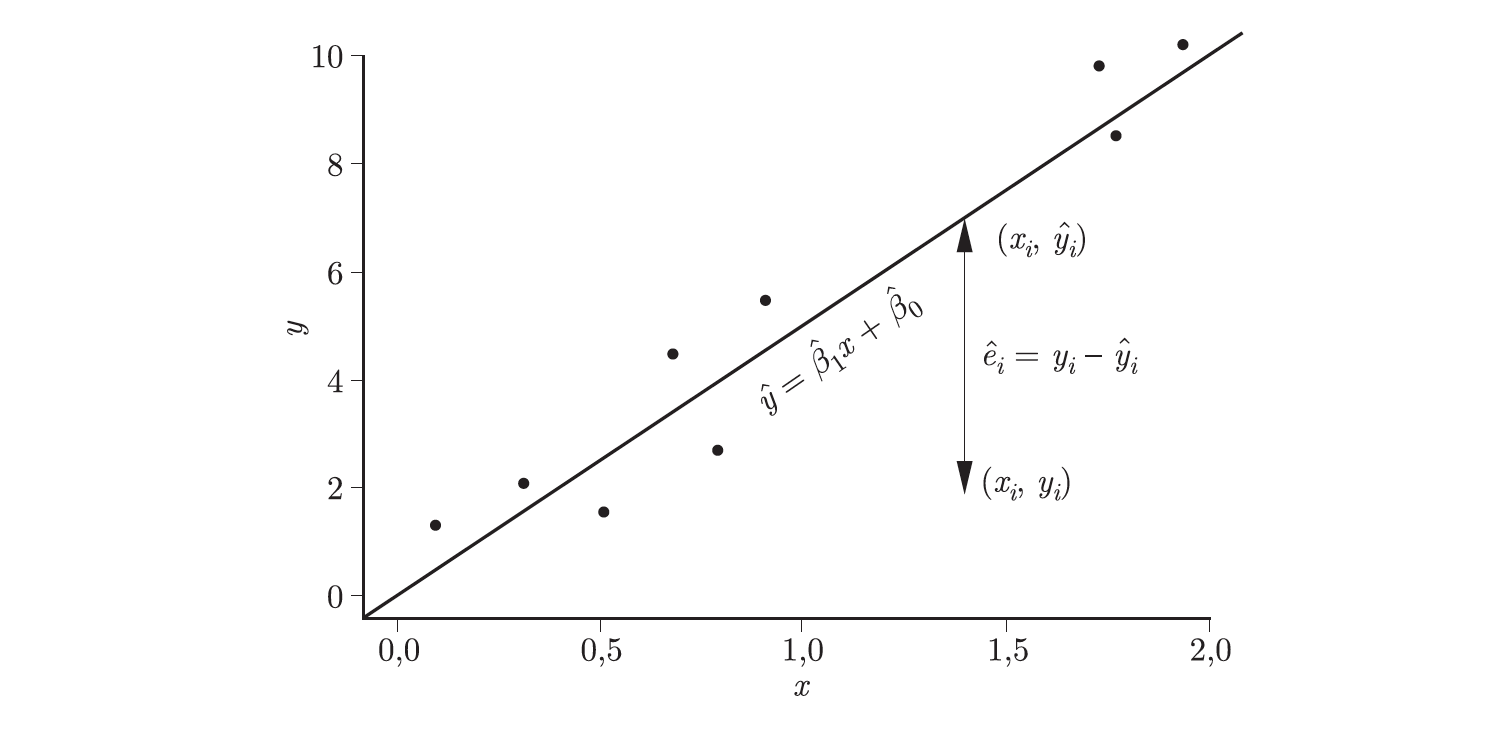 10
8
6
4
2
0
y
(xᵢ, ŷᵢ)
ŷ = β̂₁x + β̂₀
êᵢ = yᵢ – ŷᵢ
(xᵢ, yᵢ)
0,0 0,5 1,0 1,5 2,0
x